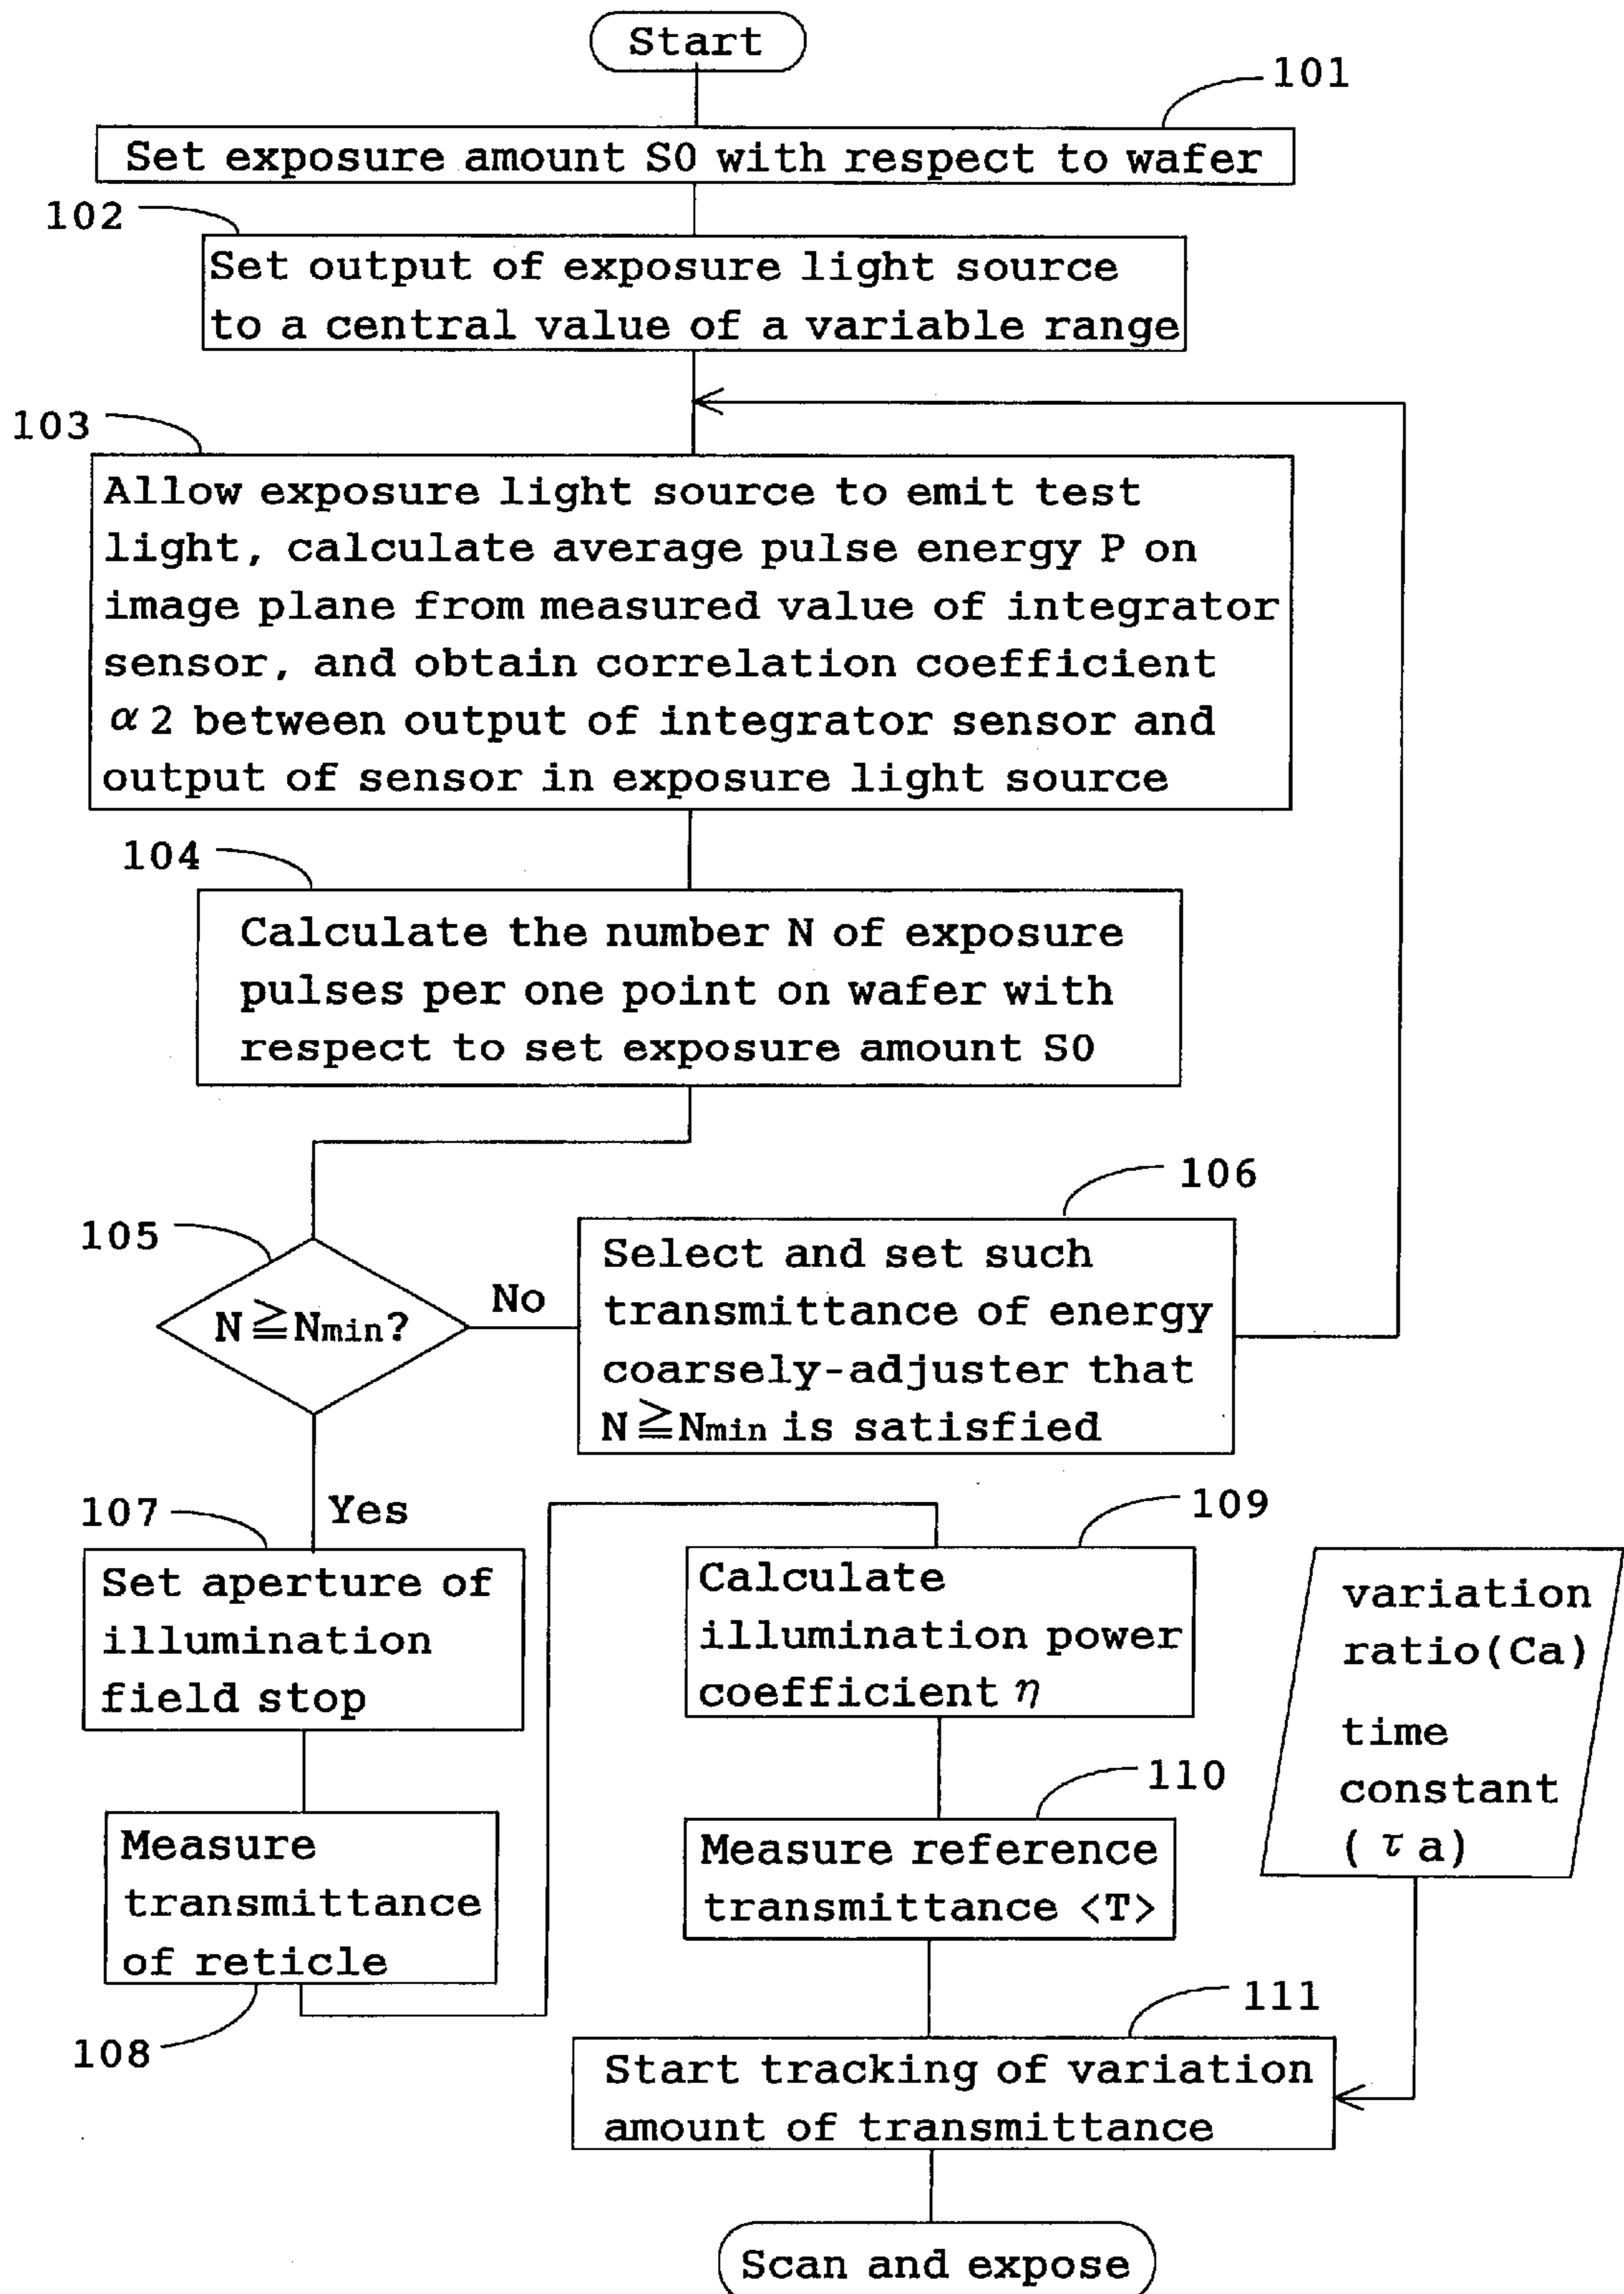 Start
101
Set exposure amount S0 with respect to wafer
102
Set output of exposure light source
to a central value of a variable range
103
Allow exposure light source to emit test
light, calculate average pulse energy P on
image plane from measured value of integrator
sensor, and obtain correlation coefficient
α2 between output of integrator sensor and
output of sensor in exposure light source
104
Calculate the number N of exposure
pulses per one point on wafer with
respect to set exposure amount S0
105
N≧Nmin?
No
106
Select and set such
transmittance of energy
coarsely-adjuster that
N≧Nmin is satisfied
Yes
107
Set aperture of
illumination
field stop
Measure
transmittance
of reticle
108
109
Calculate
illumination power
coefficient η
110
Measure reference
transmittance <T>
variation
ratio(Ca)
time
constant
(τa)
111
Start tracking of variation
amount of transmittance
Scan and expose